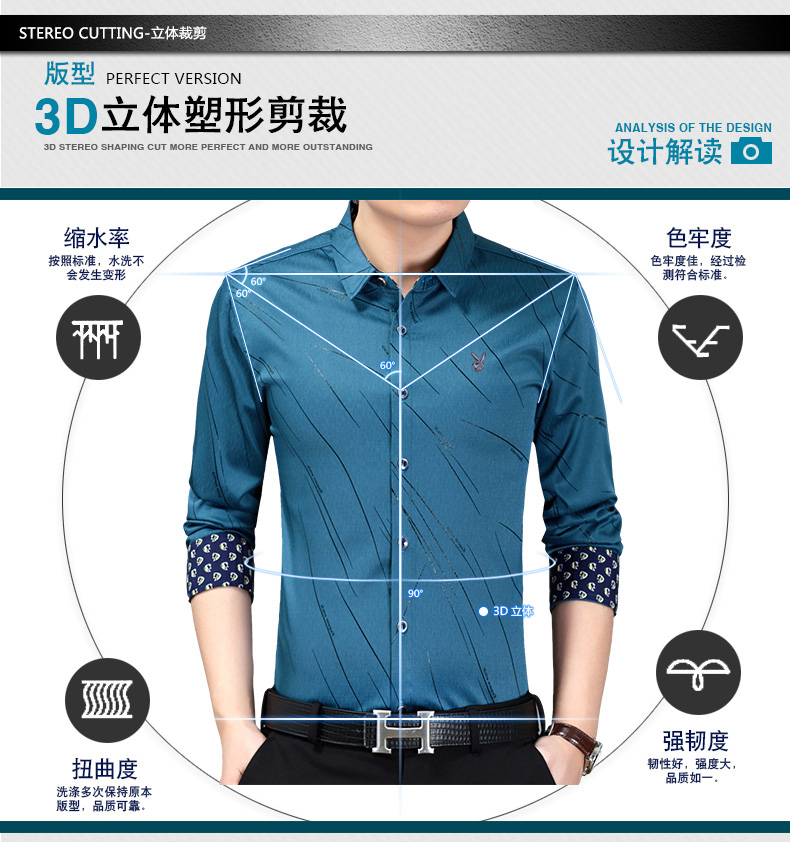 STEREO CUTTING-立体裁剪
版型 PERFECT VERSION
3D立体塑形剪裁
3D STEREO SHAPING CUT MORE PERFECT AND MORE OUTSTANDING
ANALYSIS OF THE DESIGN
设计解读
缩水率
按照标准，水洗不
会发生变形
色牢度
色牢度佳，经过检
测符合标准。
60°
60°
60°
90°
3D 立体
扭曲度
洗涤多次保持原本
版型，品质可靠。
强韧度
韧性好，强度大，
品质如一。